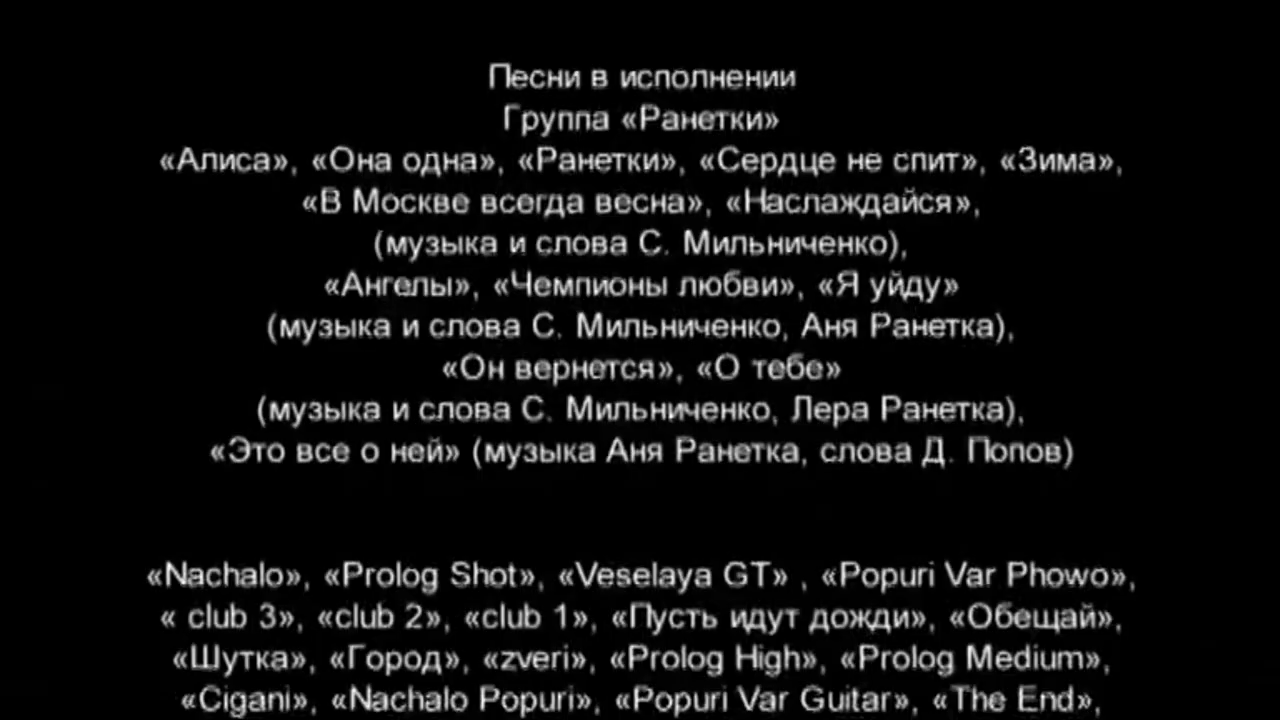 Песни в исполнении
Группа «Ранетки»
«Алиса», «Она одна», «Ранетки», «Сердце не спит», «Зима»,
«В Москве всегда весна», «Наслаждайся»,
(музыка и слова С. Мильниченко),
«Ангелы», «Чемпионы любви», «Я уйду»
(музыка и слова С. Мильниченко, Аня Ранетка),
«Он вернется», «О тебе»
(музыка и слова С. Мильниченко, Лера Ранетка),
«Это все о ней» (музыка Аня Ранетка, слова Д. Попов)
«Nachalo», «Prolog Shot», «Veselaya GT» , «Popuri Var Phowo»,
« club 3», «club 2», «club 1», «Пусть идут дожди», «Обещай»,
«Шутка», «Город», «zveri», «Prolog High», «Prolog Medium»,
«Cigani», «Nachalo Popuri», «Popuri Var Guitar», «The End»,